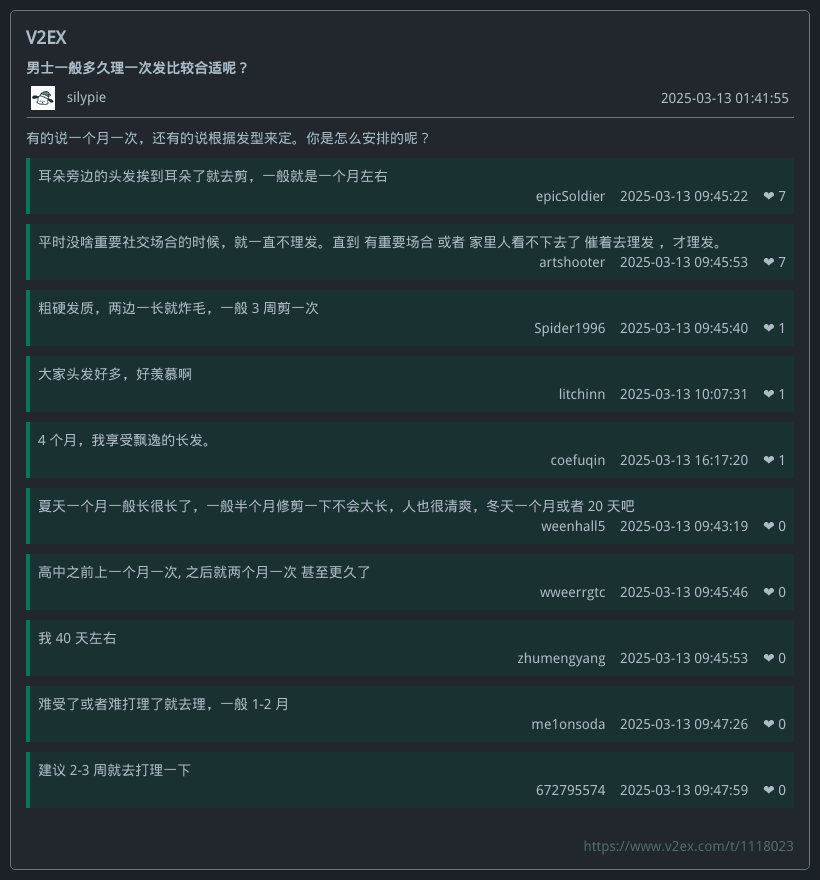 V2EX
男士一般多久理一次发比较合适呢？
silypie 2025-03-13 01:41:55
有的说一个月一次，还有的说根据发型来定。你是怎么安排的呢？
耳朵旁边的头发挨到耳朵了就去剪，一般就是一个月左右
epicSoldier 2025-03-13 09:45:22 ❤ 7
平时没啥重要社交场合的时候，就一直不理发。直到 有重要场合 或者 家里人看不下去了 催着去理发 ，才理发。
artshooter 2025-03-13 09:45:53 ❤ 7
粗硬发质，两边一长就炸毛，一般 3 周剪一次
Spider1996 2025-03-13 09:45:40 ❤ 1
大家头发好多，好羡慕啊
litchinn 2025-03-13 10:07:31 ❤ 1
4 个月，我享受飘逸的长发。
coefuqin 2025-03-13 16:17:20 ❤ 1
夏天一个月一般长很长了，一般半个月修剪一下不会太长，人也很清爽，冬天一个月或者 20 天吧
weenhall5 2025-03-13 09:43:19 ❤ 0
高中之前上一个月一次, 之后就两个月一次 甚至更久了
wweerrgtc 2025-03-13 09:45:46 ❤ 0
我 40 天左右
zhumengyang 2025-03-13 09:45:53 ❤ 0
难受了或者难打理了就去理，一般 1-2 月
me1onsoda 2025-03-13 09:47:26 ❤ 0
建议 2-3 周就去打理一下
672795574 2025-03-13 09:47:59 ❤ 0
https://www.v2ex.com/t/1118023